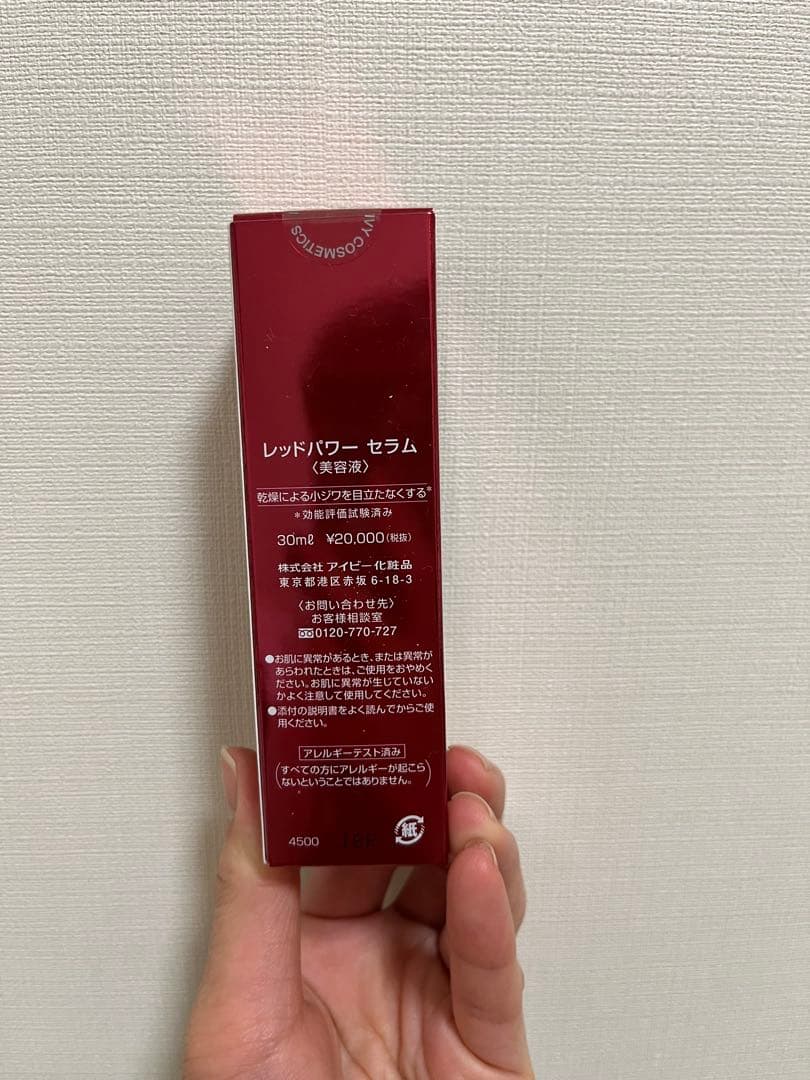 IVY COSMETICS
レッドパワー セラム
〈美容液〉
乾燥による小ジワを目立たなくする*
*効能評価試験済み
30mℓ ¥20,000(税抜)
株式会社 アイビー化粧品
東京都港区赤坂 6-18-3
〈お問い合わせ先〉
お客様相談室
0120-770-727
●お肌に異常があるとき、または異常が
あらわれたときは、ご使用をおやめく
ださい。お肌に異常が生じていない
かよく注意して使用してください。
●添付の説明書をよく読んでからご使
用ください。
アレルギーテスト済み
(すべての方にアレルギーが起こら
ないということではありません。)
4500
紙